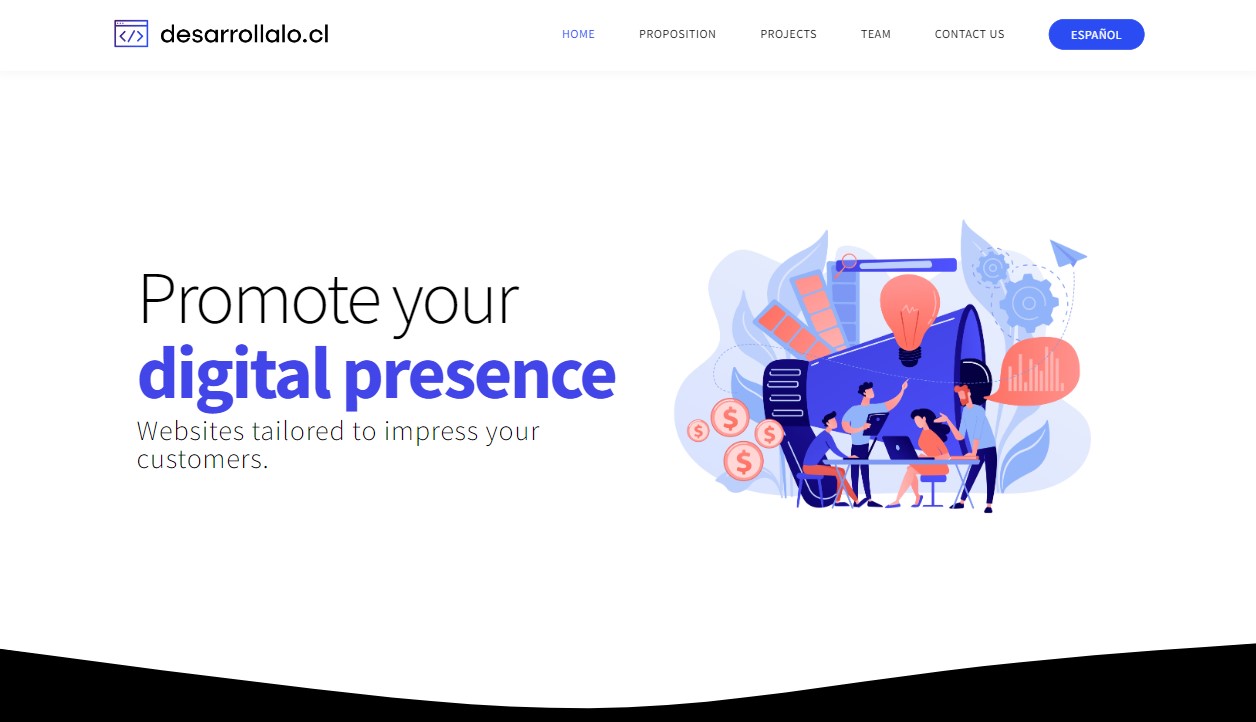 desarrollalo.cl
HOME PROPOSITION PROJECTS TEAM CONTACT US ESPAÑOL
Promote your
digital presence
Websites tailored to impress your
customers.
$
$
$
$